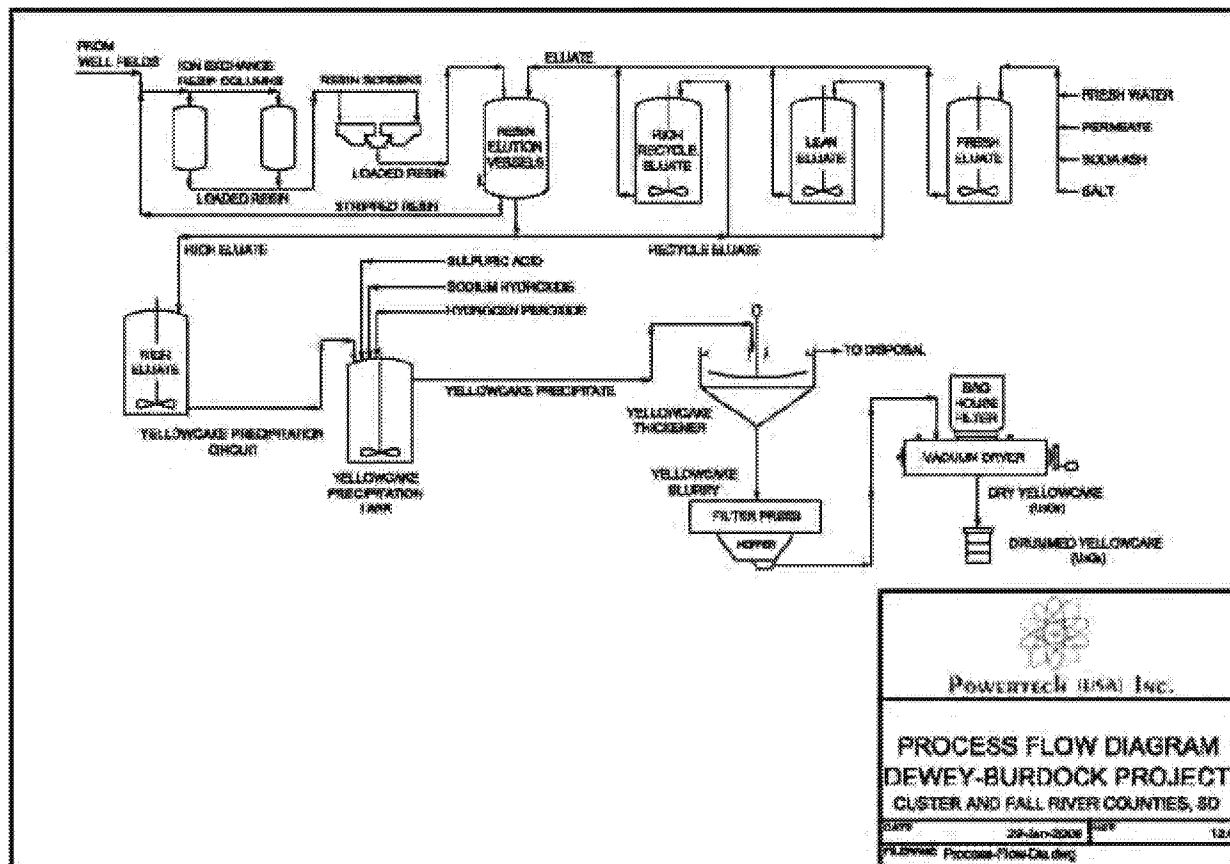 FROM
WELL FIELDS
ION EXCHANGE
RESIN COLUMNS
RESIN SCREENS
ELUATE
LOADED RESIN
LOADED RESIN
STRIPPED RESIN
RESIN
ELUTION
VESSELS
RICH
RECYCLE
ELUATE
LEAN
ELUATE
FRESH
ELUATE
FRESH WATER
PERMEATE
SODA ASH
SALT
RICH ELUATE
RECYCLE ELUATE
SULFURIC ACID
SODIUM HYDROXIDE
HYDROGEN PEROXIDE
RICH
ELUATE
YELLOWCAKE PRECIPITATION
CIRCUIT
YELLOWCAKE
PRECIPITATION
TANK
YELLOWCAKE PRECIPITATE
TO DISPOSAL
YELLOWCAKE
THICKENER
YELLOWCAKE
SLURRY
FILTER PRESS
HOPPER
BAG
HOUSE
FILTER
VACUUM DRYER
DRY YELLOWCAKE
DRUMMED YELLOWCAKE
POWERTECH (USA) INC.
PROCESS FLOW DIAGRAM
DEWEY-BURDOCK PROJECT
CUSTER AND FALL RIVER COUNTIES, SD
DATE
FILENAME Process-Flow-Dia.dwg